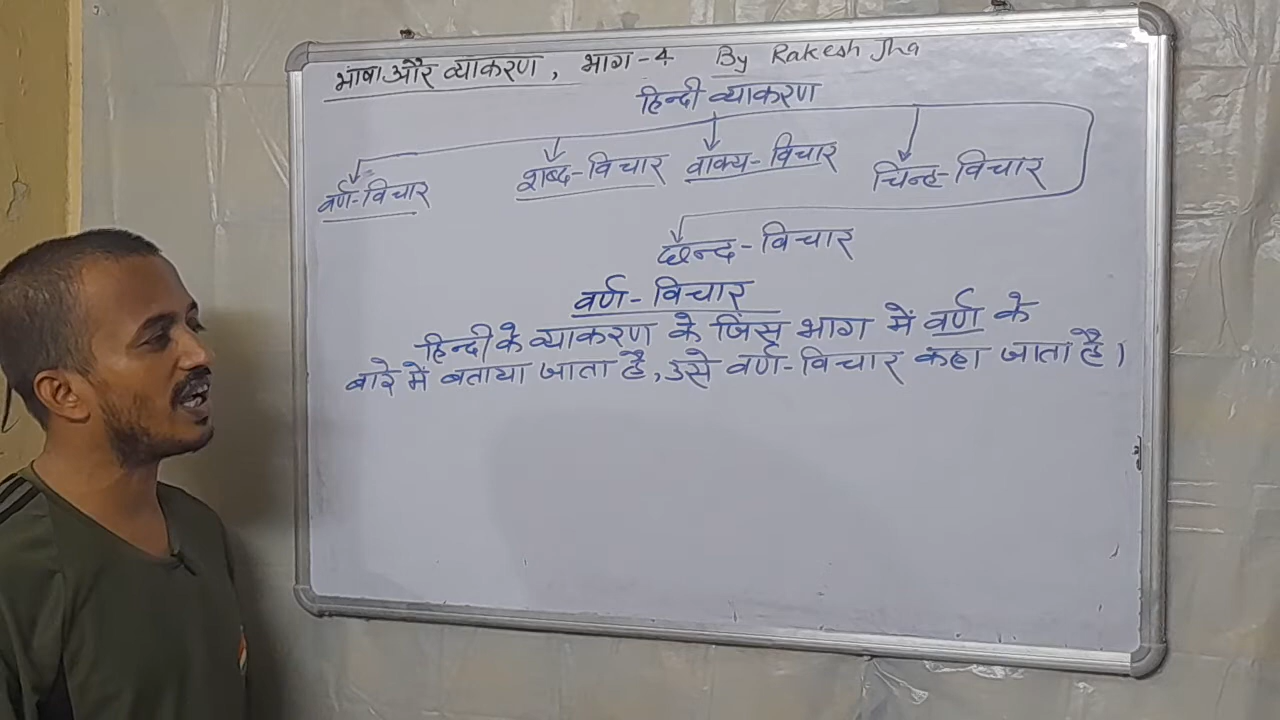 भाषा और व्याकरण, भाग-4 By Rakesh Jha
हिन्दी व्याकरण
वर्ण-विचार शब्द-विचार वाक्य-विचार चिन्ह-विचार
छन्द-विचार
वर्ण-विचार
हिन्दी के व्याकरण के जिस भाग में वर्ण के
बारे में बताया जाता है, उसे वर्ण-विचार कहा जाता है।